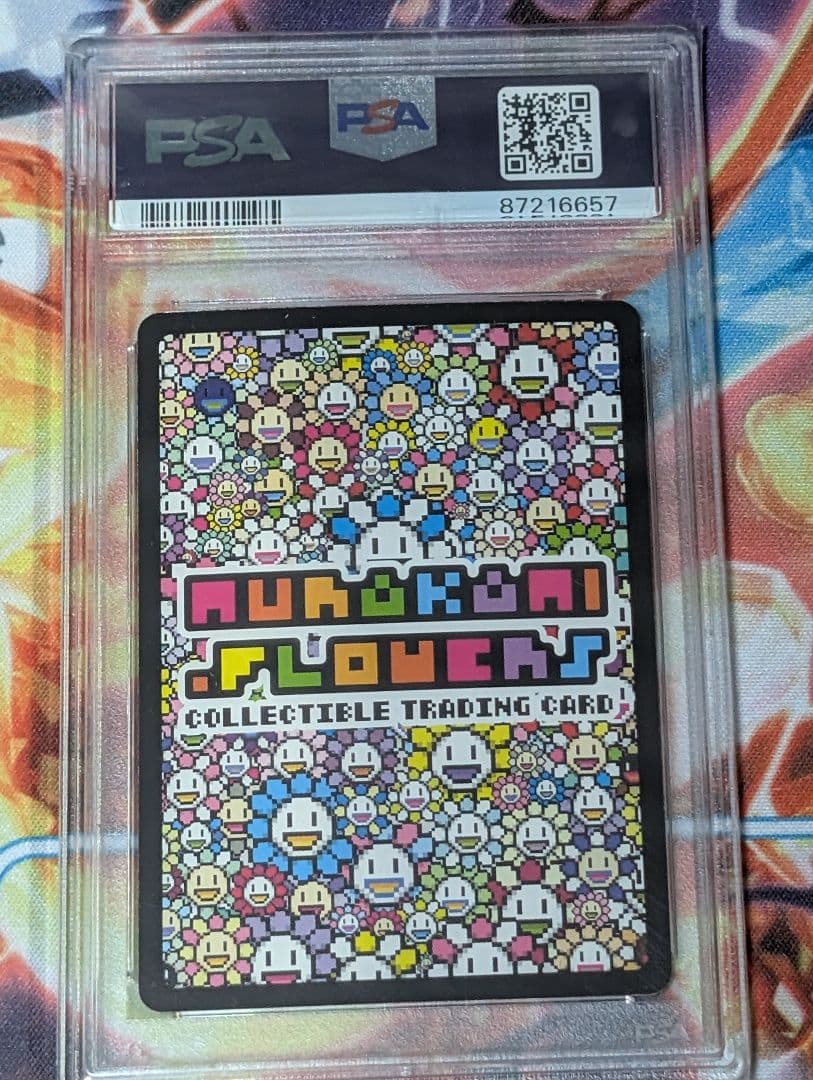 PSA PSA
87216657
MURAKAMI
.FLOWERS
COLLECTIBLE TRADING CARD